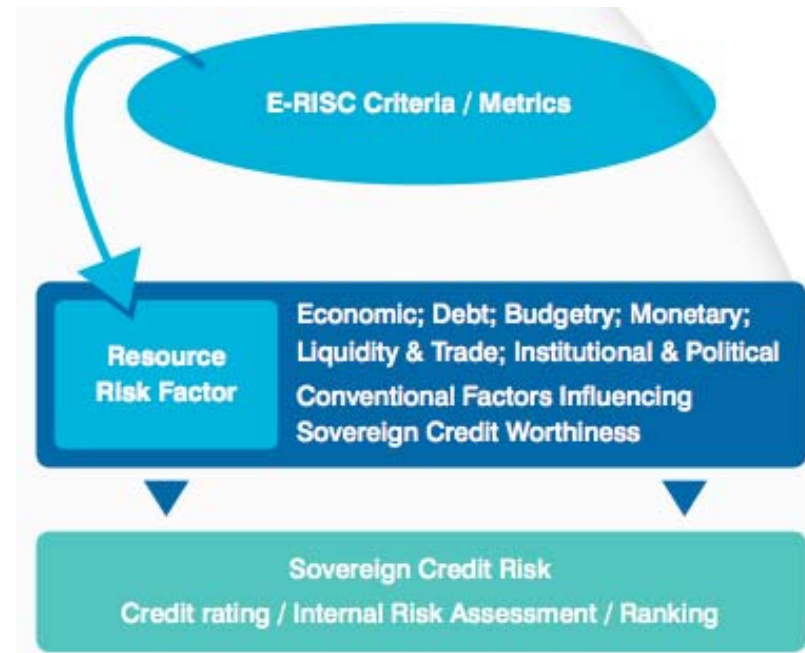 E-RISC Criteria / Metrics
Resource
Risk Factor
Economic; Debt; Budgetry; Monetary;
Liquidity & Trade; Institutional & Political
Conventional Factors Influencing
Sovereign Credit Worthiness
Sovereign Credit Risk
Credit rating / Internal Risk Assessment / Ranking